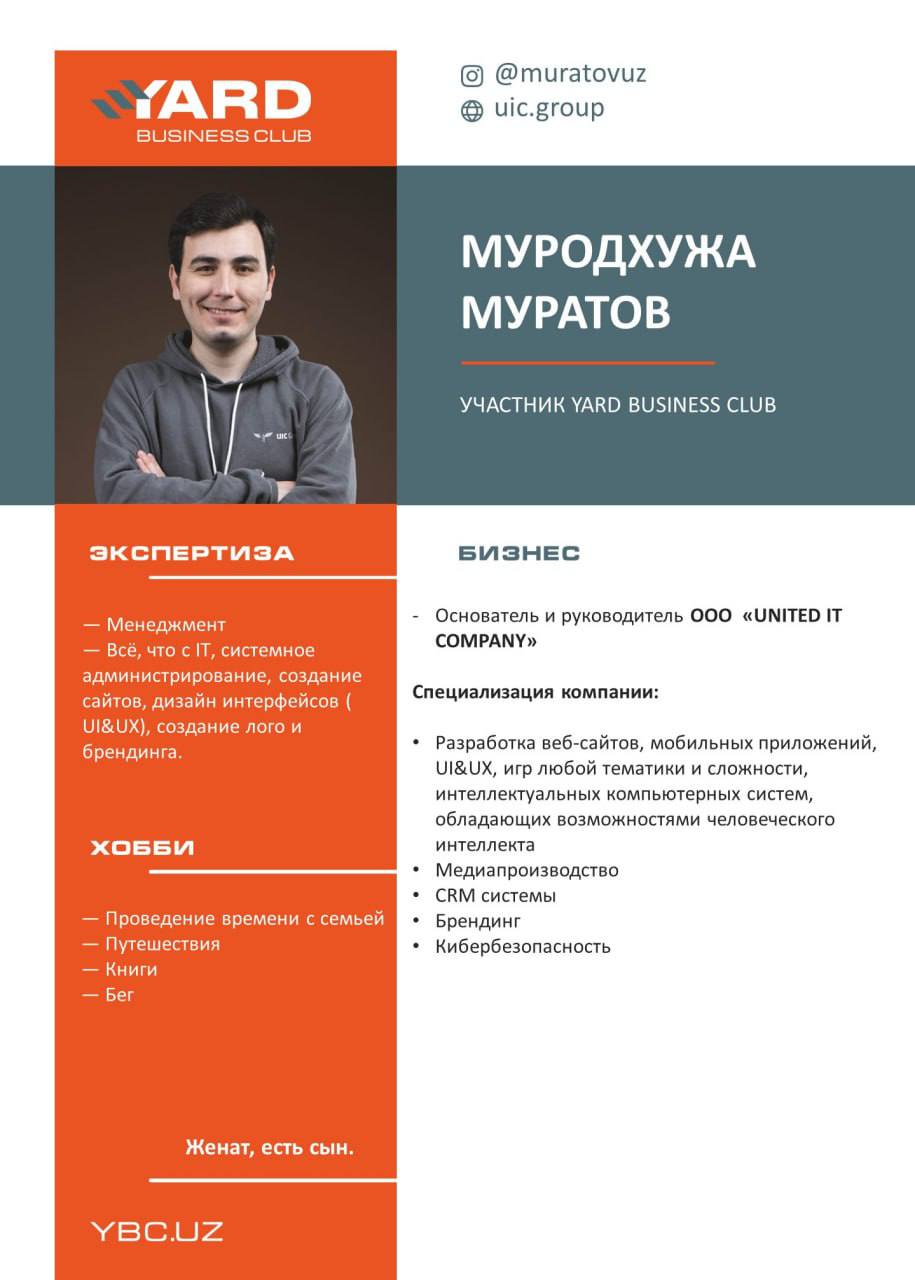 YARD
BUSINESS CLUB
@muratovuz
uic.group
МУРОДХУЖА
МУРАТОВ
УЧАСТНИК YARD BUSINESS CLUB
UIC
ЭКСПЕРТИЗА
— Менеджмент
— Всё, что с IT, системное
администрирование, создание
сайтов, дизайн интерфейсов (
UI&UX), создание лого и
брендинга.
ХОББИ
— Проведение времени с семьей
— Путешествия
— Книги
— Бег
Женат, есть сын.
YBC.UZ
БИЗНЕС
- Основатель и руководитель ООО «UNITED IT
COMPANY»
Специализация компании:
• Разработка веб-сайтов, мобильных приложений,
UI&UX, игр любой тематики и сложности,
интеллектуальных компьютерных систем,
обладающих возможностями человеческого
интеллекта
• Медиапроизводство
• CRM системы
• Брендинг
• Кибербезопасность